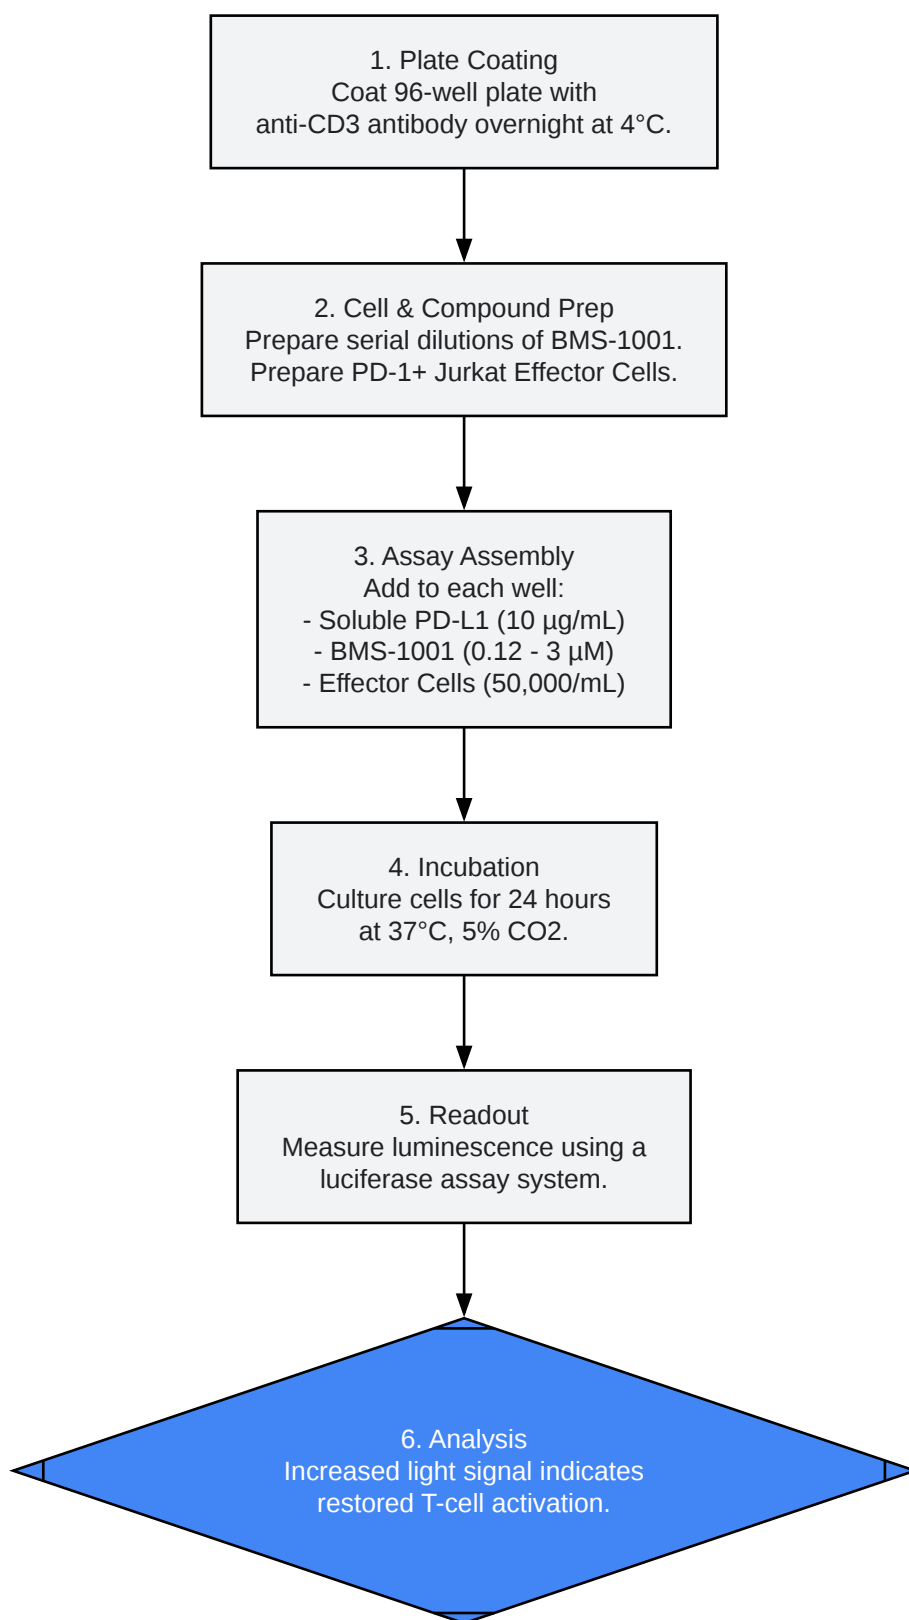 1. Plate Coating
Coat 96-well plate with
anti-CD3 antibody overnight at 4°C.
2. Cell & Compound Prep
Prepare serial dilutions of BMS-1001.
Prepare PD-1+ Jurkat Effector Cells.
3. Assay Assembly
Add to each well:
- Soluble PD-L1 (10 µg/mL)
- BMS-1001 (0.12 - 3 µM)
- Effector Cells (50,000/mL)
4. Incubation
Culture cells for 24 hours
at 37°C, 5% CO2.
5. Readout
Measure luminescence using a
luciferase assay system.
6. Analysis
Increased light signal indicates
restored T-cell activation.